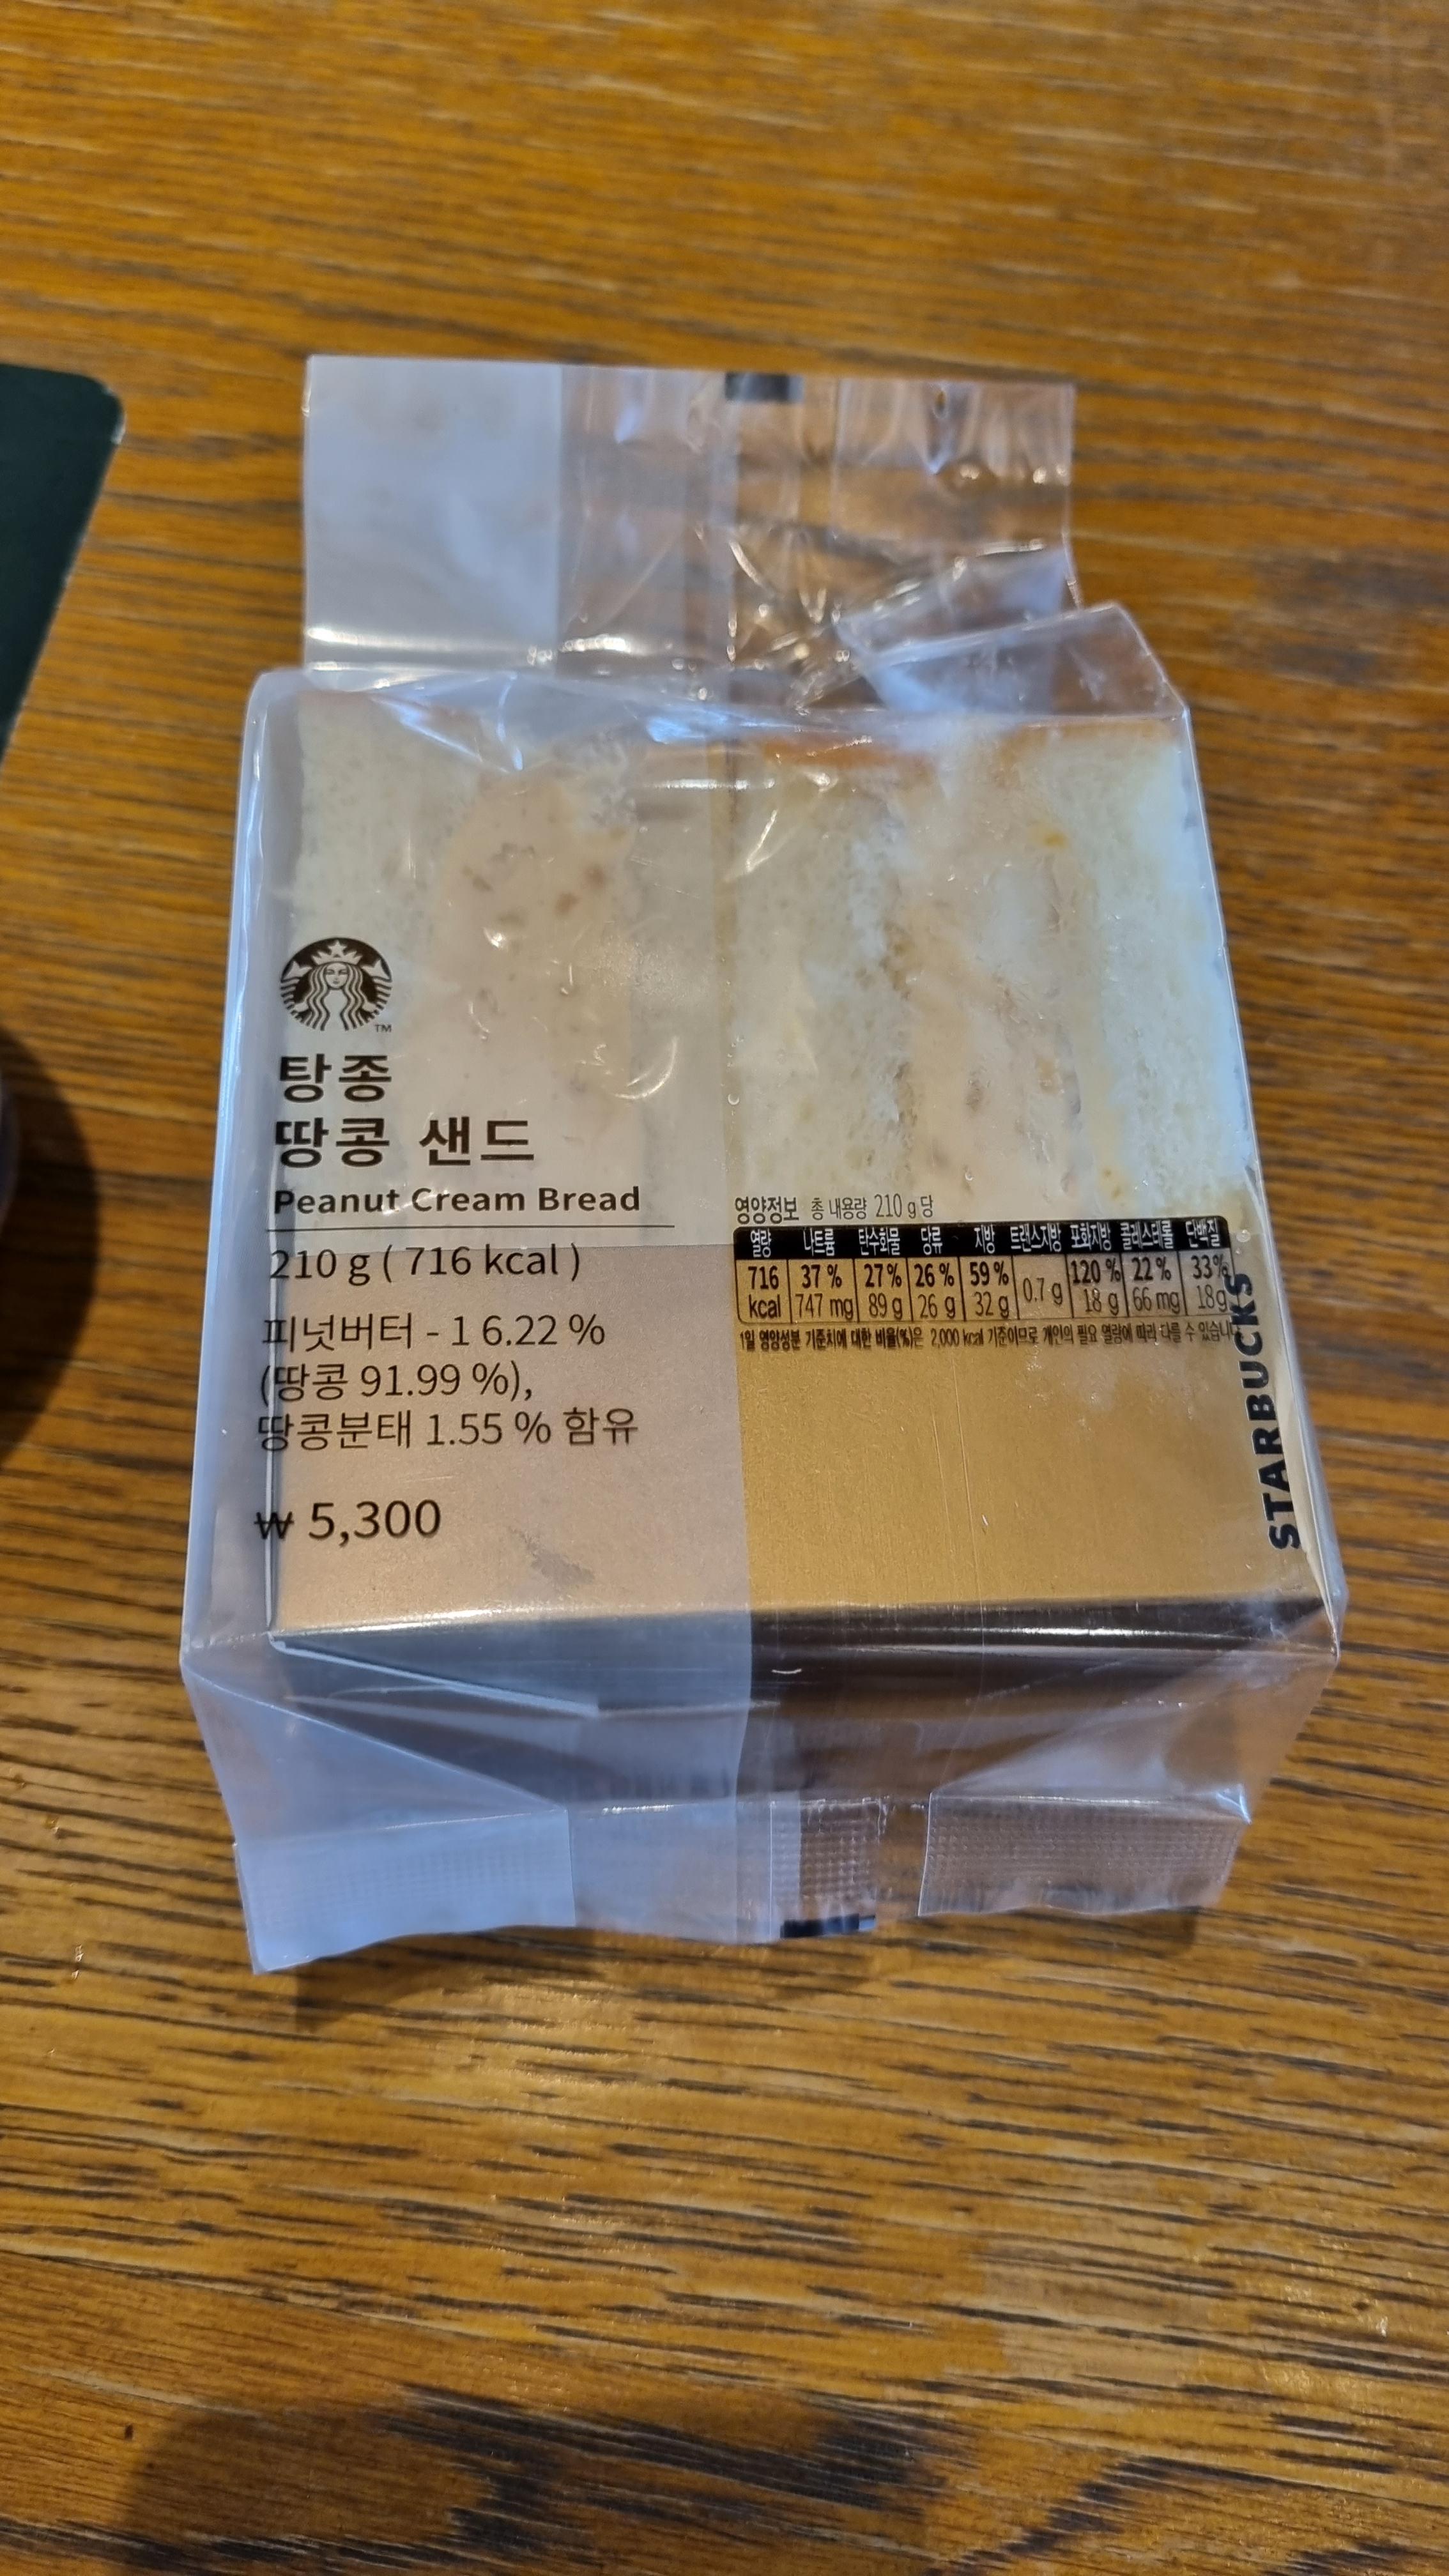 TM
탕종
땅콩 샌드
Peanut Cream Bread
210 g ( 716 kcal )
피넛버터 - 1 6.22 %
(땅콩 91.99 %),
땅콩분태 1.55 % 함유
₩ 5,300
영양정보 총 내용량 210 g 당
열량 나트륨 탄수화물 당류 지방 트랜스지방 포화지방 콜레스테롤 단백질
716 37 % 27 % 26 % 59 % 0.7 g 120 % 22 % 33%
kcal 747 mg 89 g 26 g 32 g 18 g 66 mg 18g
1일 영양성분 기준치에 대한 비율(%)은 2,000 kcal 기준이므로 개인의 필요 열량에 따라 다를 수 있습니다
STARBUCKS